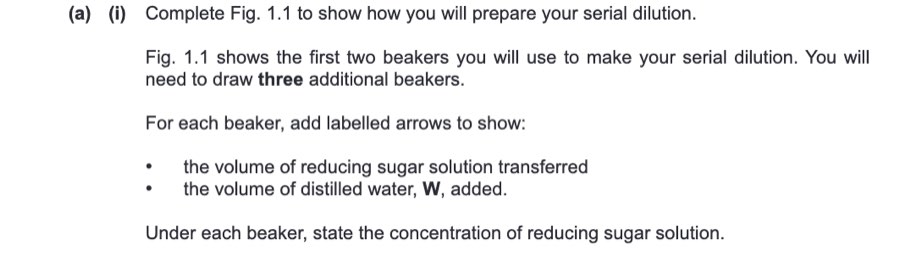 (a) (i) Complete Fig. 1.1 to show how you will prepare your serial dilution.
Fig. 1.1 shows the first two beakers you will use to make your serial dilution. You will
need to draw three additional beakers.
For each beaker, add labelled arrows to show:
• the volume of reducing sugar solution transferred
• the volume of distilled water, W, added.
Under each beaker, state the concentration of reducing sugar solution.